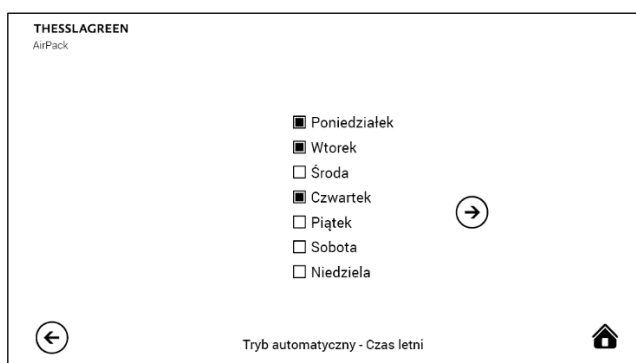 THESSLAGREEN
AirPack
Poniedziałek
Wtorek
Środa
Czwartek
Piątek
Sobota
Niedziela
Tryb automatyczny - Czas letni